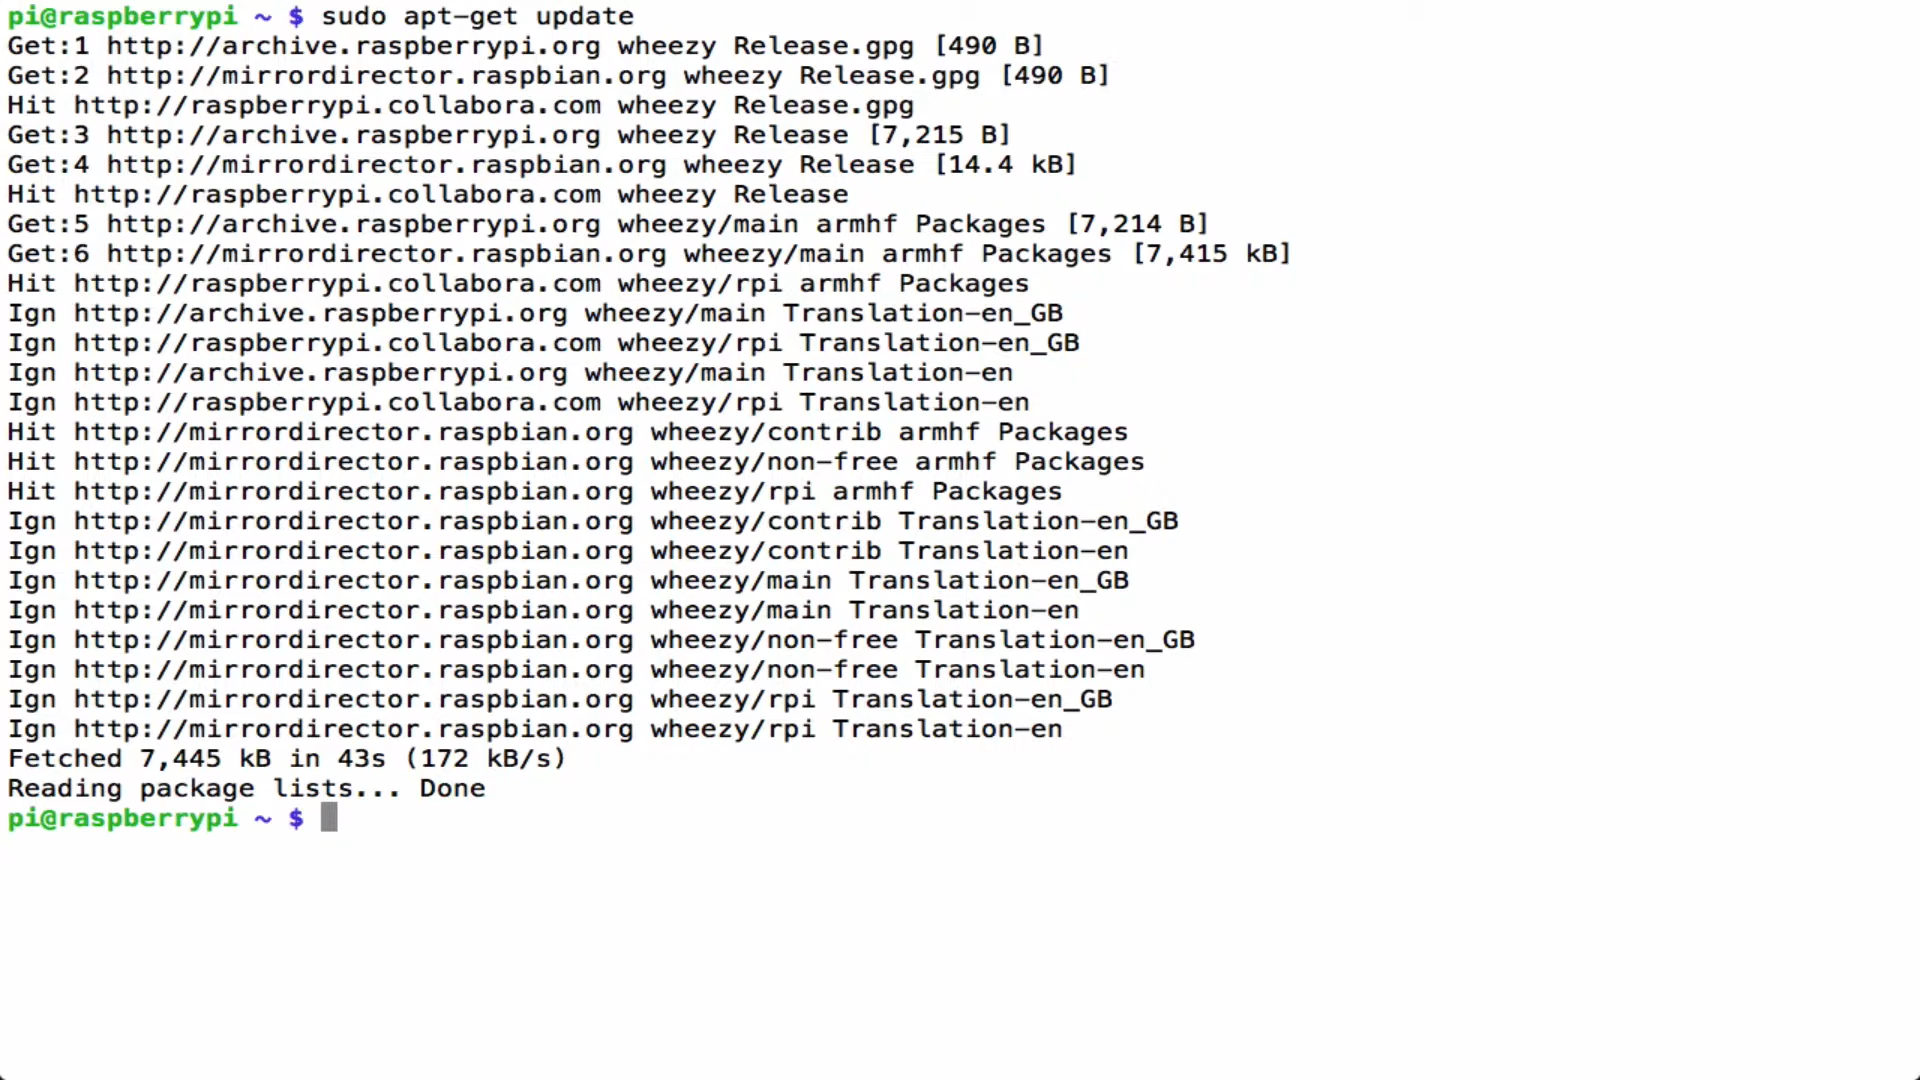 pi@raspberrypi ~ $ sudo apt-get update
Get:1 http://archive.raspberrypi.org wheezy Release.gpg [490 B]
Get:2 http://mirrordirector.raspbian.org wheezy Release.gpg [490 B]
Hit http://raspberrypi.collabora.com wheezy Release.gpg
Get:3 http://archive.raspberrypi.org wheezy Release [7,215 B]
Get:4 http://mirrordirector.raspbian.org wheezy Release [14.4 kB]
Hit http://raspberrypi.collabora.com wheezy Release
Get:5 http://archive.raspberrypi.org wheezy/main armhf Packages [7,214 B]
Get:6 http://mirrordirector.raspbian.org wheezy/main armhf Packages [7,415 kB]
Hit http://raspberrypi.collabora.com wheezy/rpi armhf Packages
Ign http://archive.raspberrypi.org wheezy/main Translation-en_GB
Ign http://raspberrypi.collabora.com wheezy/rpi Translation-en_GB
Ign http://archive.raspberrypi.org wheezy/main Translation-en
Ign http://raspberrypi.collabora.com wheezy/rpi Translation-en
Hit http://mirrordirector.raspbian.org wheezy/contrib armhf Packages
Hit http://mirrordirector.raspbian.org wheezy/non-free armhf Packages
Hit http://mirrordirector.raspbian.org wheezy/rpi armhf Packages
Ign http://mirrordirector.raspbian.org wheezy/contrib Translation-en_GB
Ign http://mirrordirector.raspbian.org wheezy/contrib Translation-en
Ign http://mirrordirector.raspbian.org wheezy/main Translation-en_GB
Ign http://mirrordirector.raspbian.org wheezy/main Translation-en
Ign http://mirrordirector.raspbian.org wheezy/non-free Translation-en_GB
Ign http://mirrordirector.raspbian.org wheezy/non-free Translation-en
Ign http://mirrordirector.raspbian.org wheezy/rpi Translation-en_GB
Ign http://mirrordirector.raspbian.org wheezy/rpi Translation-en
Fetched 7,445 kB in 43s (172 kB/s)
Reading package lists... Done
pi@raspberrypi ~ $